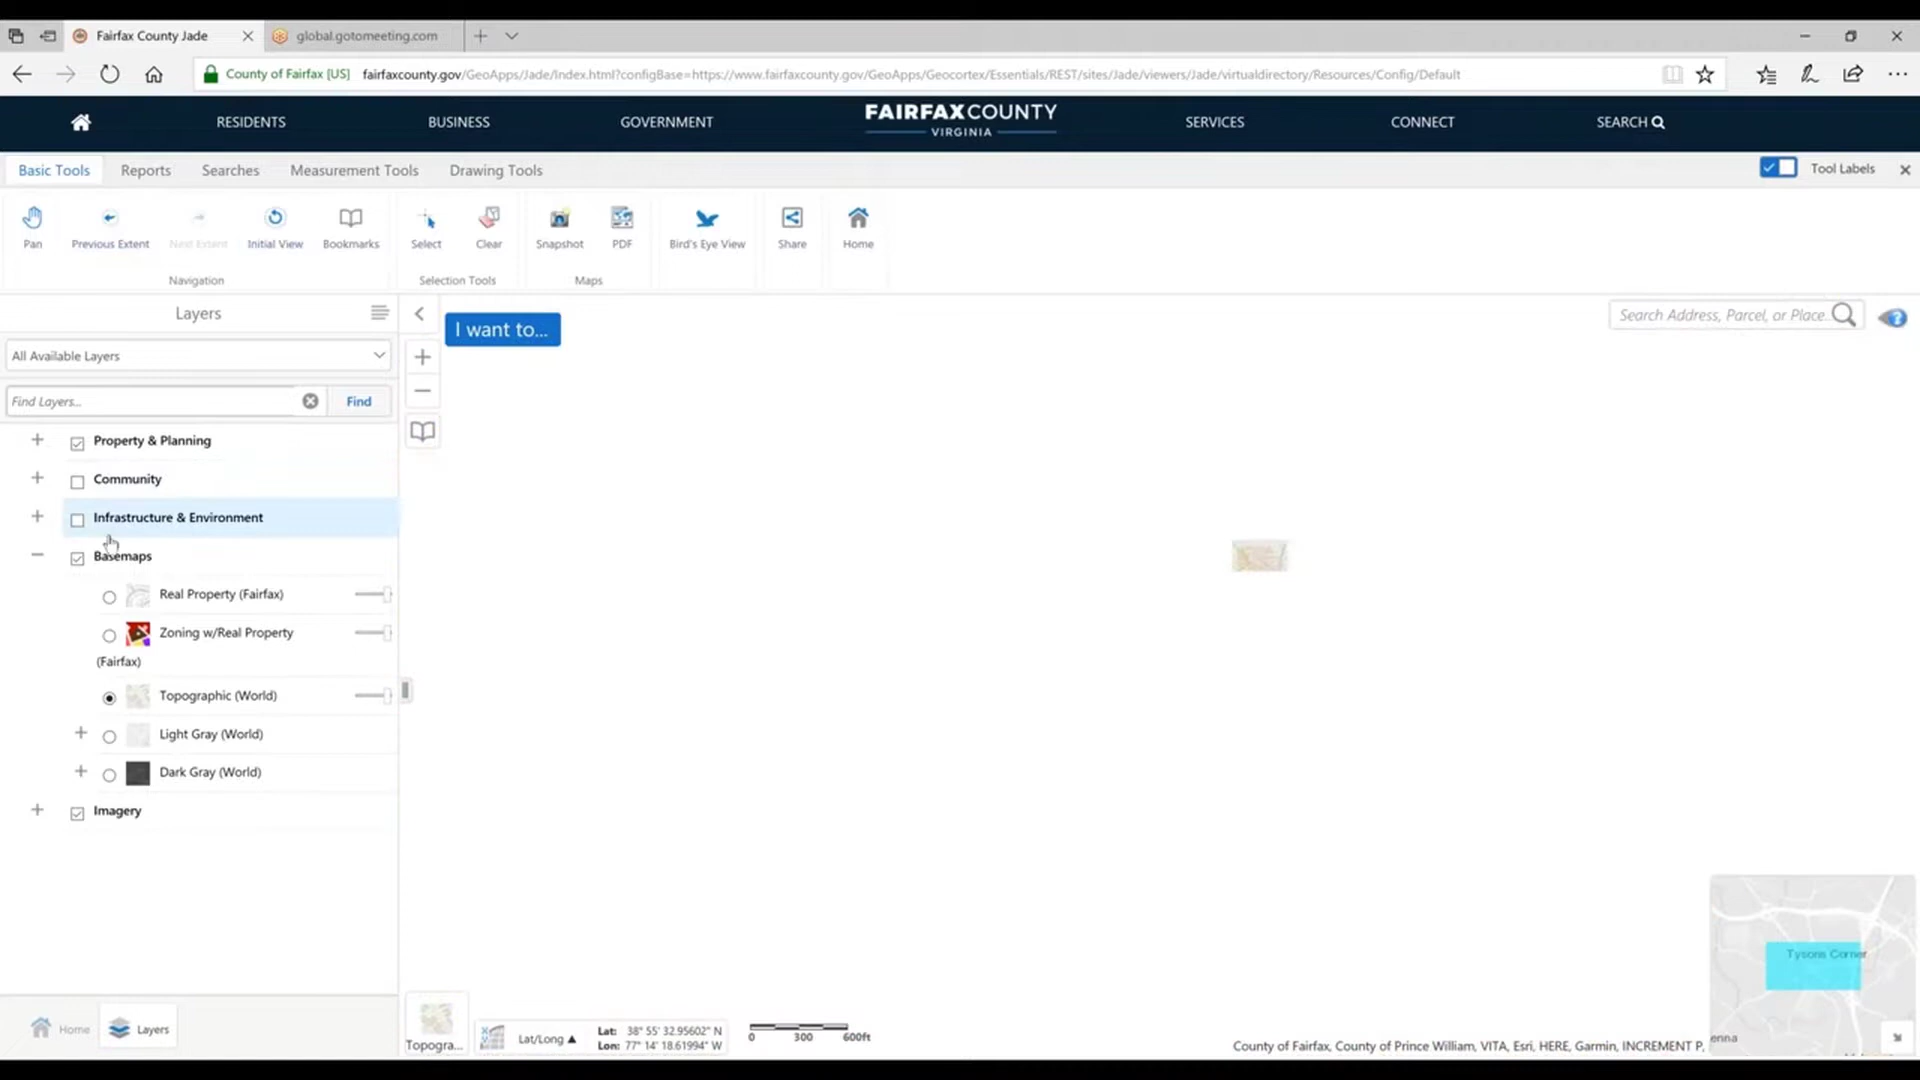 Fairfax County Jade
global.gotomeeting.com
County of Fairfax [US]
fairfaxcounty.gov/GeoApps/Jade/Index.html?configBase=https://www.fairfaxcounty.gov/GeoApps/Geocortex/Essentials/REST/sites/Jade/viewers/Jade/virtualdirectory/Resources/Config/Default
RESIDENTS
BUSINESS
GOVERNMENT
FAIRFAXCOUNTY
VIRGINIA
SERVICES
CONNECT
SEARCH
Basic Tools
Reports
Searches
Measurement Tools
Drawing Tools
Tool Labels
Pan
Previous Extent
Next Extent
Initial View
Bookmarks
Select
Clear
Snapshot
PDF
Bird's Eye View
Share
Home
Navigation
Selection Tools
Maps
Layers
I want to...
Search Address, Parcel, or Place..
All Available Layers
Find Layers...
Find
Property & Planning
Community
Infrastructure & Environment
Basemaps
Real Property (Fairfax)
Zoning w/Real Property
(Fairfax)
Topographic (World)
Light Gray (World)
Dark Gray (World)
Imagery
Tysons Corner
Home
Layers
Topogra...
Lat/Long
Lat: 38° 55' 32.95602" N
Lon: 77° 14' 18.61994" W
0 300 600ft
County of Fairfax, County of Prince William, VITA, Esri, HERE, Garmin, INCREMENT P,
enna